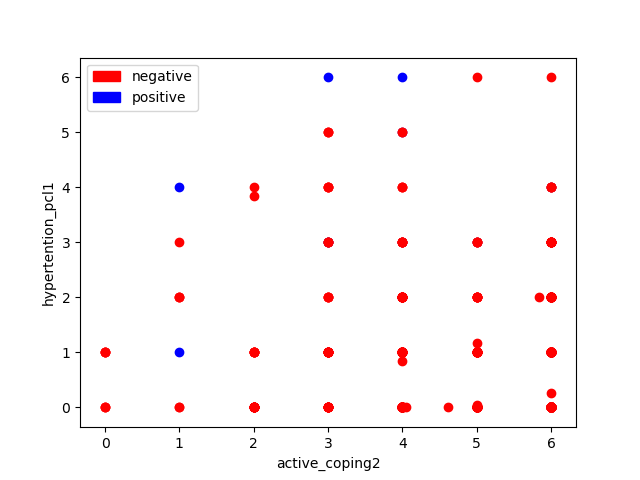 negative
positive
6
5
4
3
2
1
0
hypertention_pcl1
0 1 2 3 4 5 6
active_coping2